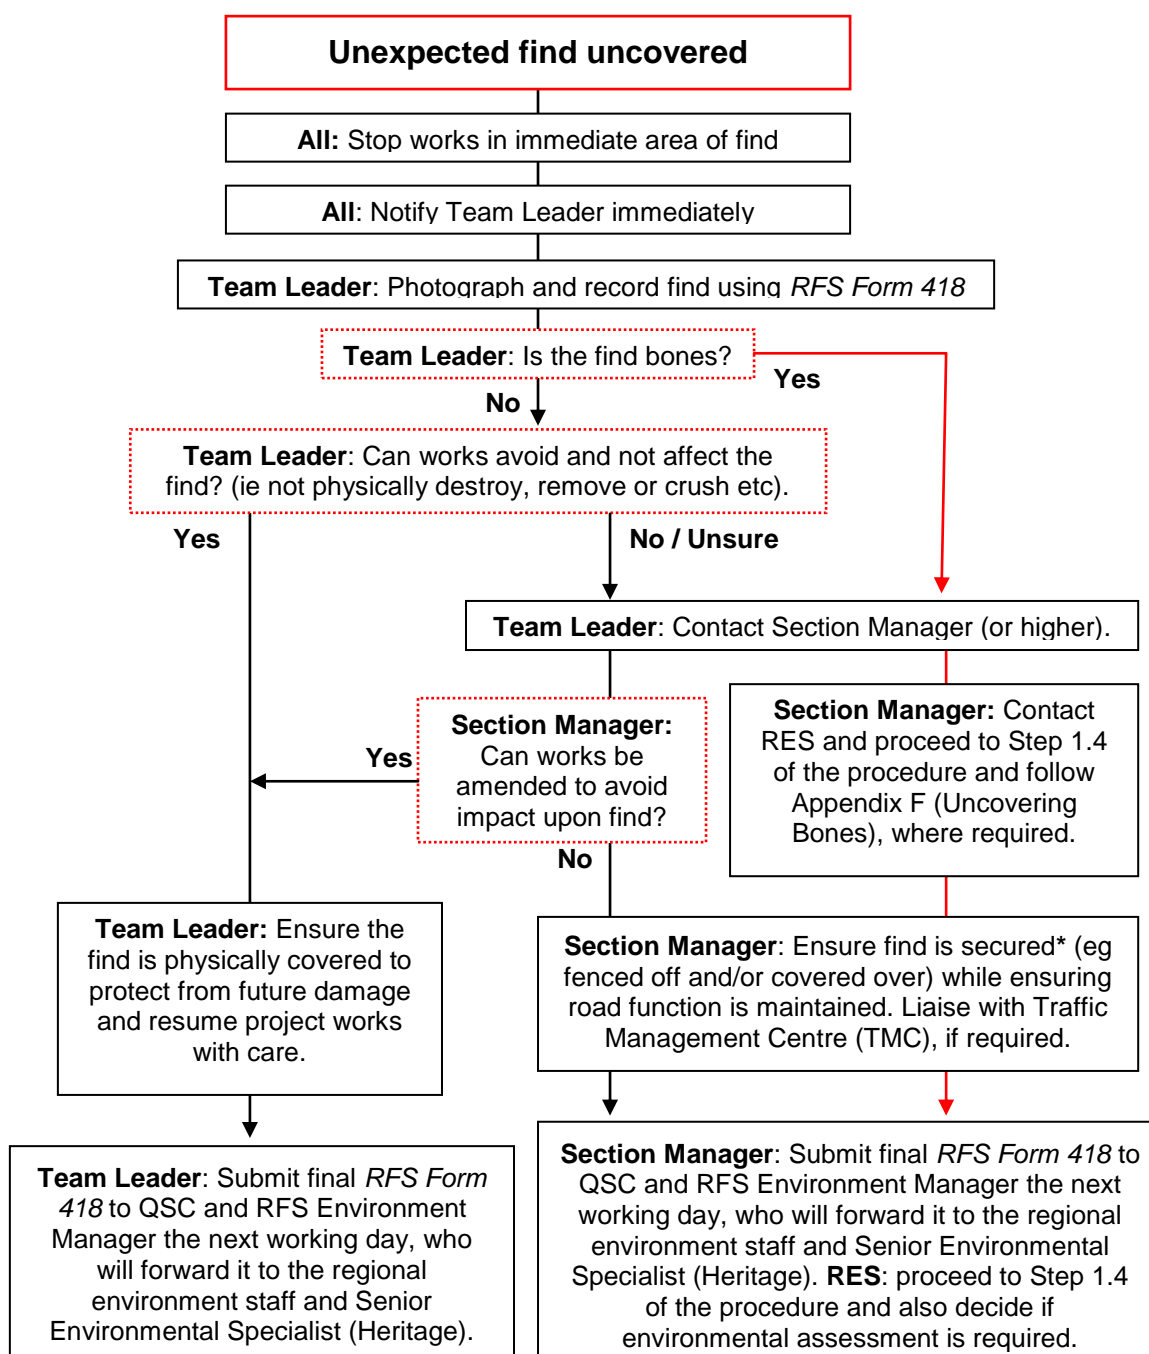 Unexpected find uncovered
All: Stop works in immediate area of find
All: Notify Team Leader immediately
Team Leader: Photograph and record find using RFS Form 418
Team Leader: Is the find bones?
Yes
No
Team Leader: Can works avoid and not affect the
find? (ie not physically destroy, remove or crush etc).
Yes
No / Unsure
Team Leader: Contact Section Manager (or higher).
Section Manager:
Can works be
amended to avoid
impact upon find?
Yes
No
Section Manager: Contact
RES and proceed to Step 1.4
of the procedure and follow
Appendix F (Uncovering
Bones), where required.
Team Leader: Ensure the
find is physically covered to
protect from future damage
and resume project works
with care.
Section Manager: Ensure find is secured* (eg
fenced off and/or covered over) while ensuring
road function is maintained. Liaise with Traffic
Management Centre (TMC), if required.
Team Leader: Submit final RFS Form
418 to QSC and RFS Environment
Manager the next working day, who
will forward it to the regional
environment staff and Senior
Environmental Specialist (Heritage).
Section Manager: Submit final RFS Form 418 to
QSC and RFS Environment Manager the next
working day, who will forward it to the regional
environment staff and Senior Environmental
Specialist (Heritage). RES: proceed to Step 1.4
of the procedure and also decide if
environmental assessment is required.